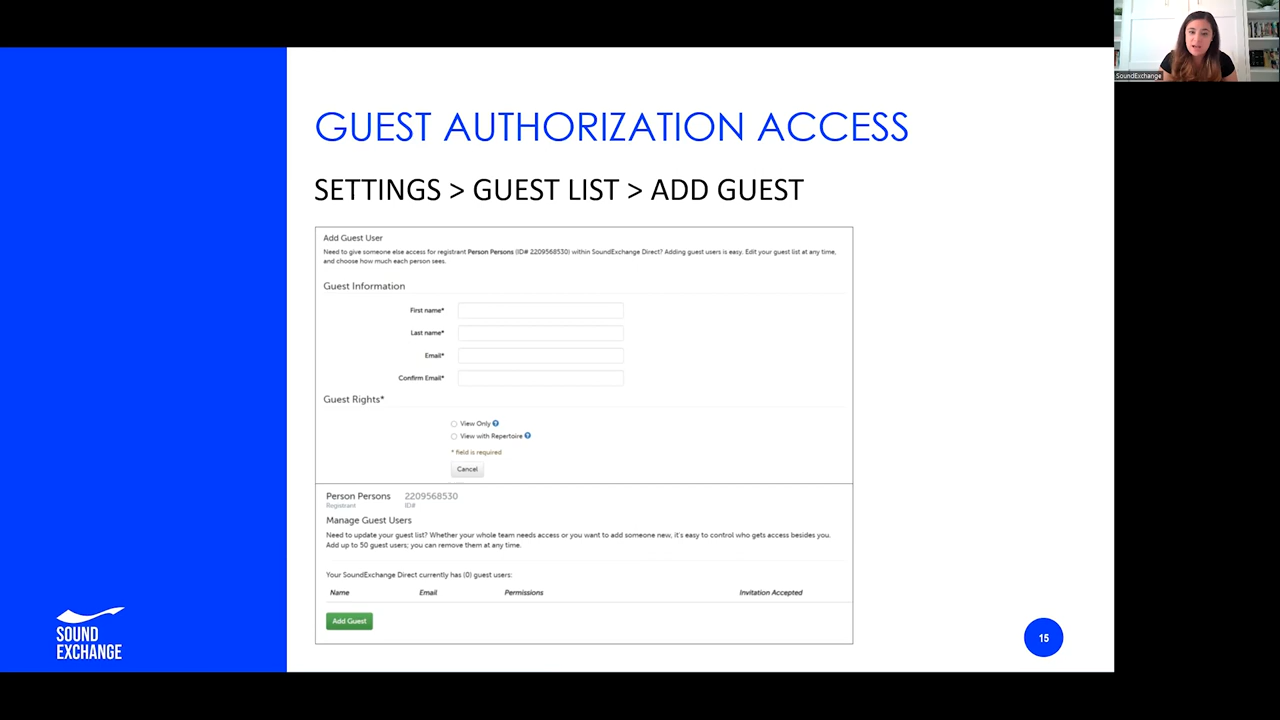 SoundExchange
GUEST AUTHORIZATION ACCESS
SETTINGS > GUEST LIST > ADD GUEST
Add Guest User
Need to give someone else access for registrant Person Persons (ID# 2209568530) within SoundExchange Direct? Adding guest users is easy. Edit your guest list at any time,
and choose how much each person sees.
Guest Information
First name*
Last name*
Email*
Confirm Email*
Guest Rights*
View Only ?
View with Repertoire ?
* field is required
Cancel
Person Persons 2209568530
Registrant ID#
Manage Guest Users
Need to update your guest list? Whether your whole team needs access or you want to add someone new, it's easy to control who gets access besides you.
Add up to 50 guest users; you can remove them at any time.
Your SoundExchange Direct currently has (0) guest users:
Name Email Permissions Invitation Accepted
Add Guest
SOUND
EXCHANGE
15